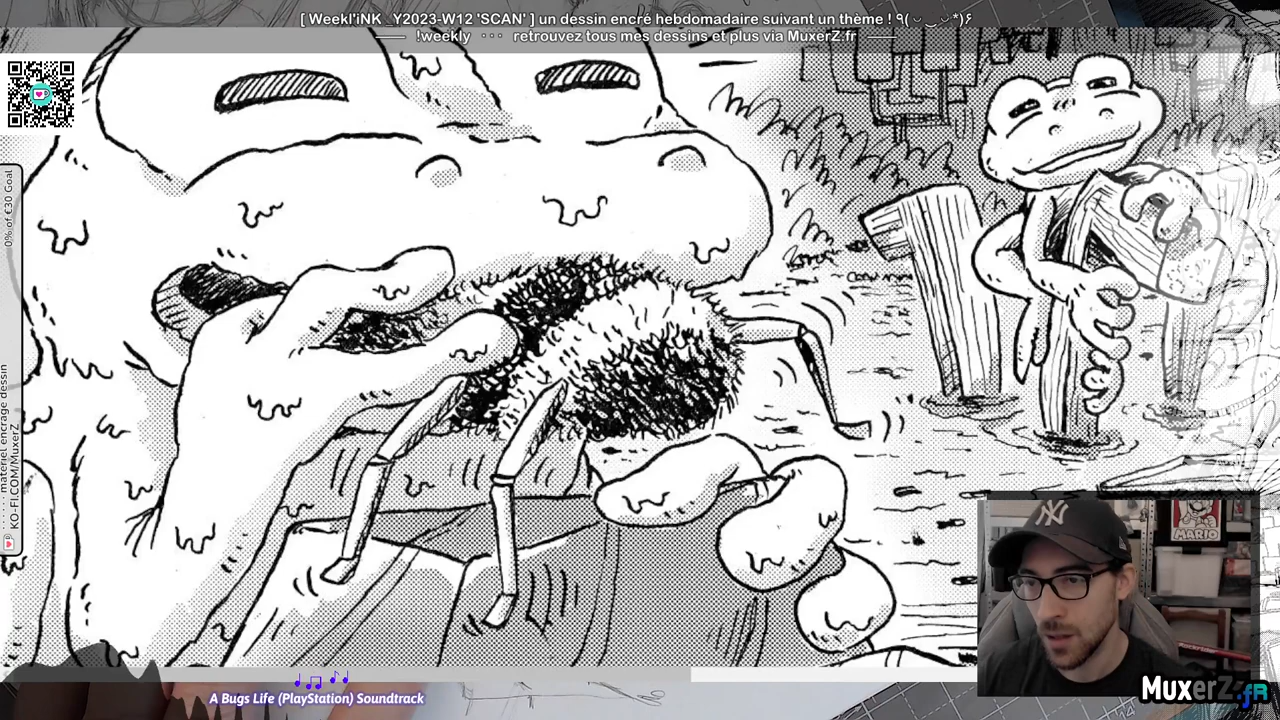 [ Weekl'iNK _Y2023-W12 'SCAN' ] un dessin encré hebdomadaire suivant un thème ! ٩(◡‿◡*)۶
—— !weekly ··· retrouvez tous mes dessins et plus via MuxerZ.fr ——
0% of €30 Goal
matériel encrage dessin
KO-FI.COM/MuxerZ
NY
MARIO
A Bugs Life (PlayStation) Soundtrack
MuxerZ.fR